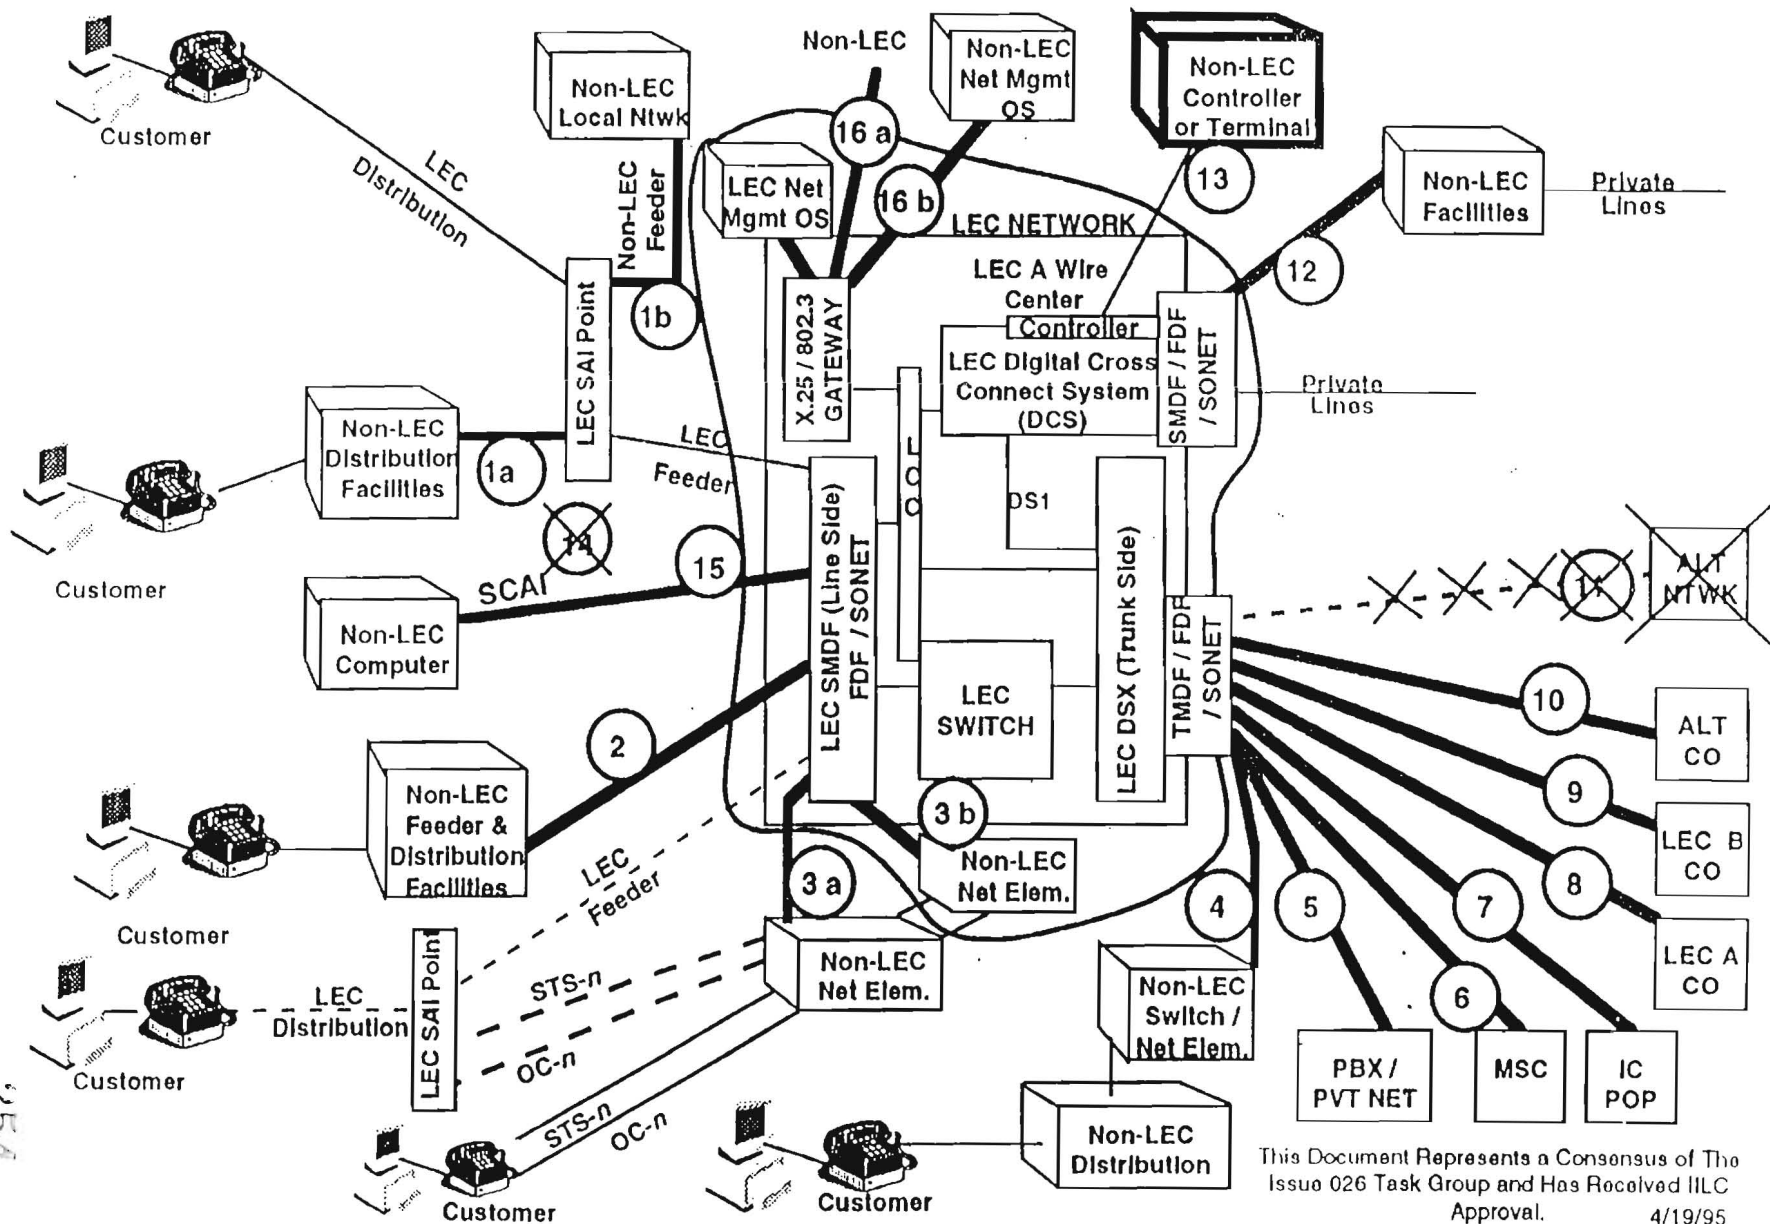 Customer
LEC
Distribution
Non-LEC
Local Ntwk
Non-LEC
Feeder
1b
LEC SAI Point
Non-LEC
16 a
Non-LEC
Net Mgmt
OS
16 b
LEC Net
Mgmt OS
Non-LEC
Controller
or Terminal
13
Non-LEC
Facilities
Private
Lines
12
LEC NETWORK
LEC A Wire
Center
Controller
X.25 / 802.3
GATEWAY
LEC Digital Cross
Connect System
(DCS)
SMDF / FDF
/ SONET
Private
Lines
Non-LEC
Distribution
Facilities
1a
Customer
LEC
Feeder
14
SCAI
15
Non-LEC
Computer
LEC SMDF (Line Side)
FDF / SONET
DS1
LEC
SWITCH
LEC DSX (Trunk Side)
TMDF / FDF
/ SONET
11
ALT
NTWK
10
ALT
CO
9
LEC B
CO
8
LEC A
CO
7
IC
POP
6
MSC
5
PBX /
PVT NET
4
Non-LEC
Switch /
Net Elem.
Non-LEC
Distribution
Customer
2
Non-LEC
Feeder &
Distribution
Facilities
Customer
3 b
Non-LEC
Net Elem.
3 a
Non-LEC
Net Elem.
LEC
Feeder
LEC
Distribution
LEC SAI Point
Customer
STS-n
OC-n
STS-n
OC-n
Customer
This Document Represents a Consensus of The
Issue 026 Task Group and Has Received IILC
Approval. 4/19/95